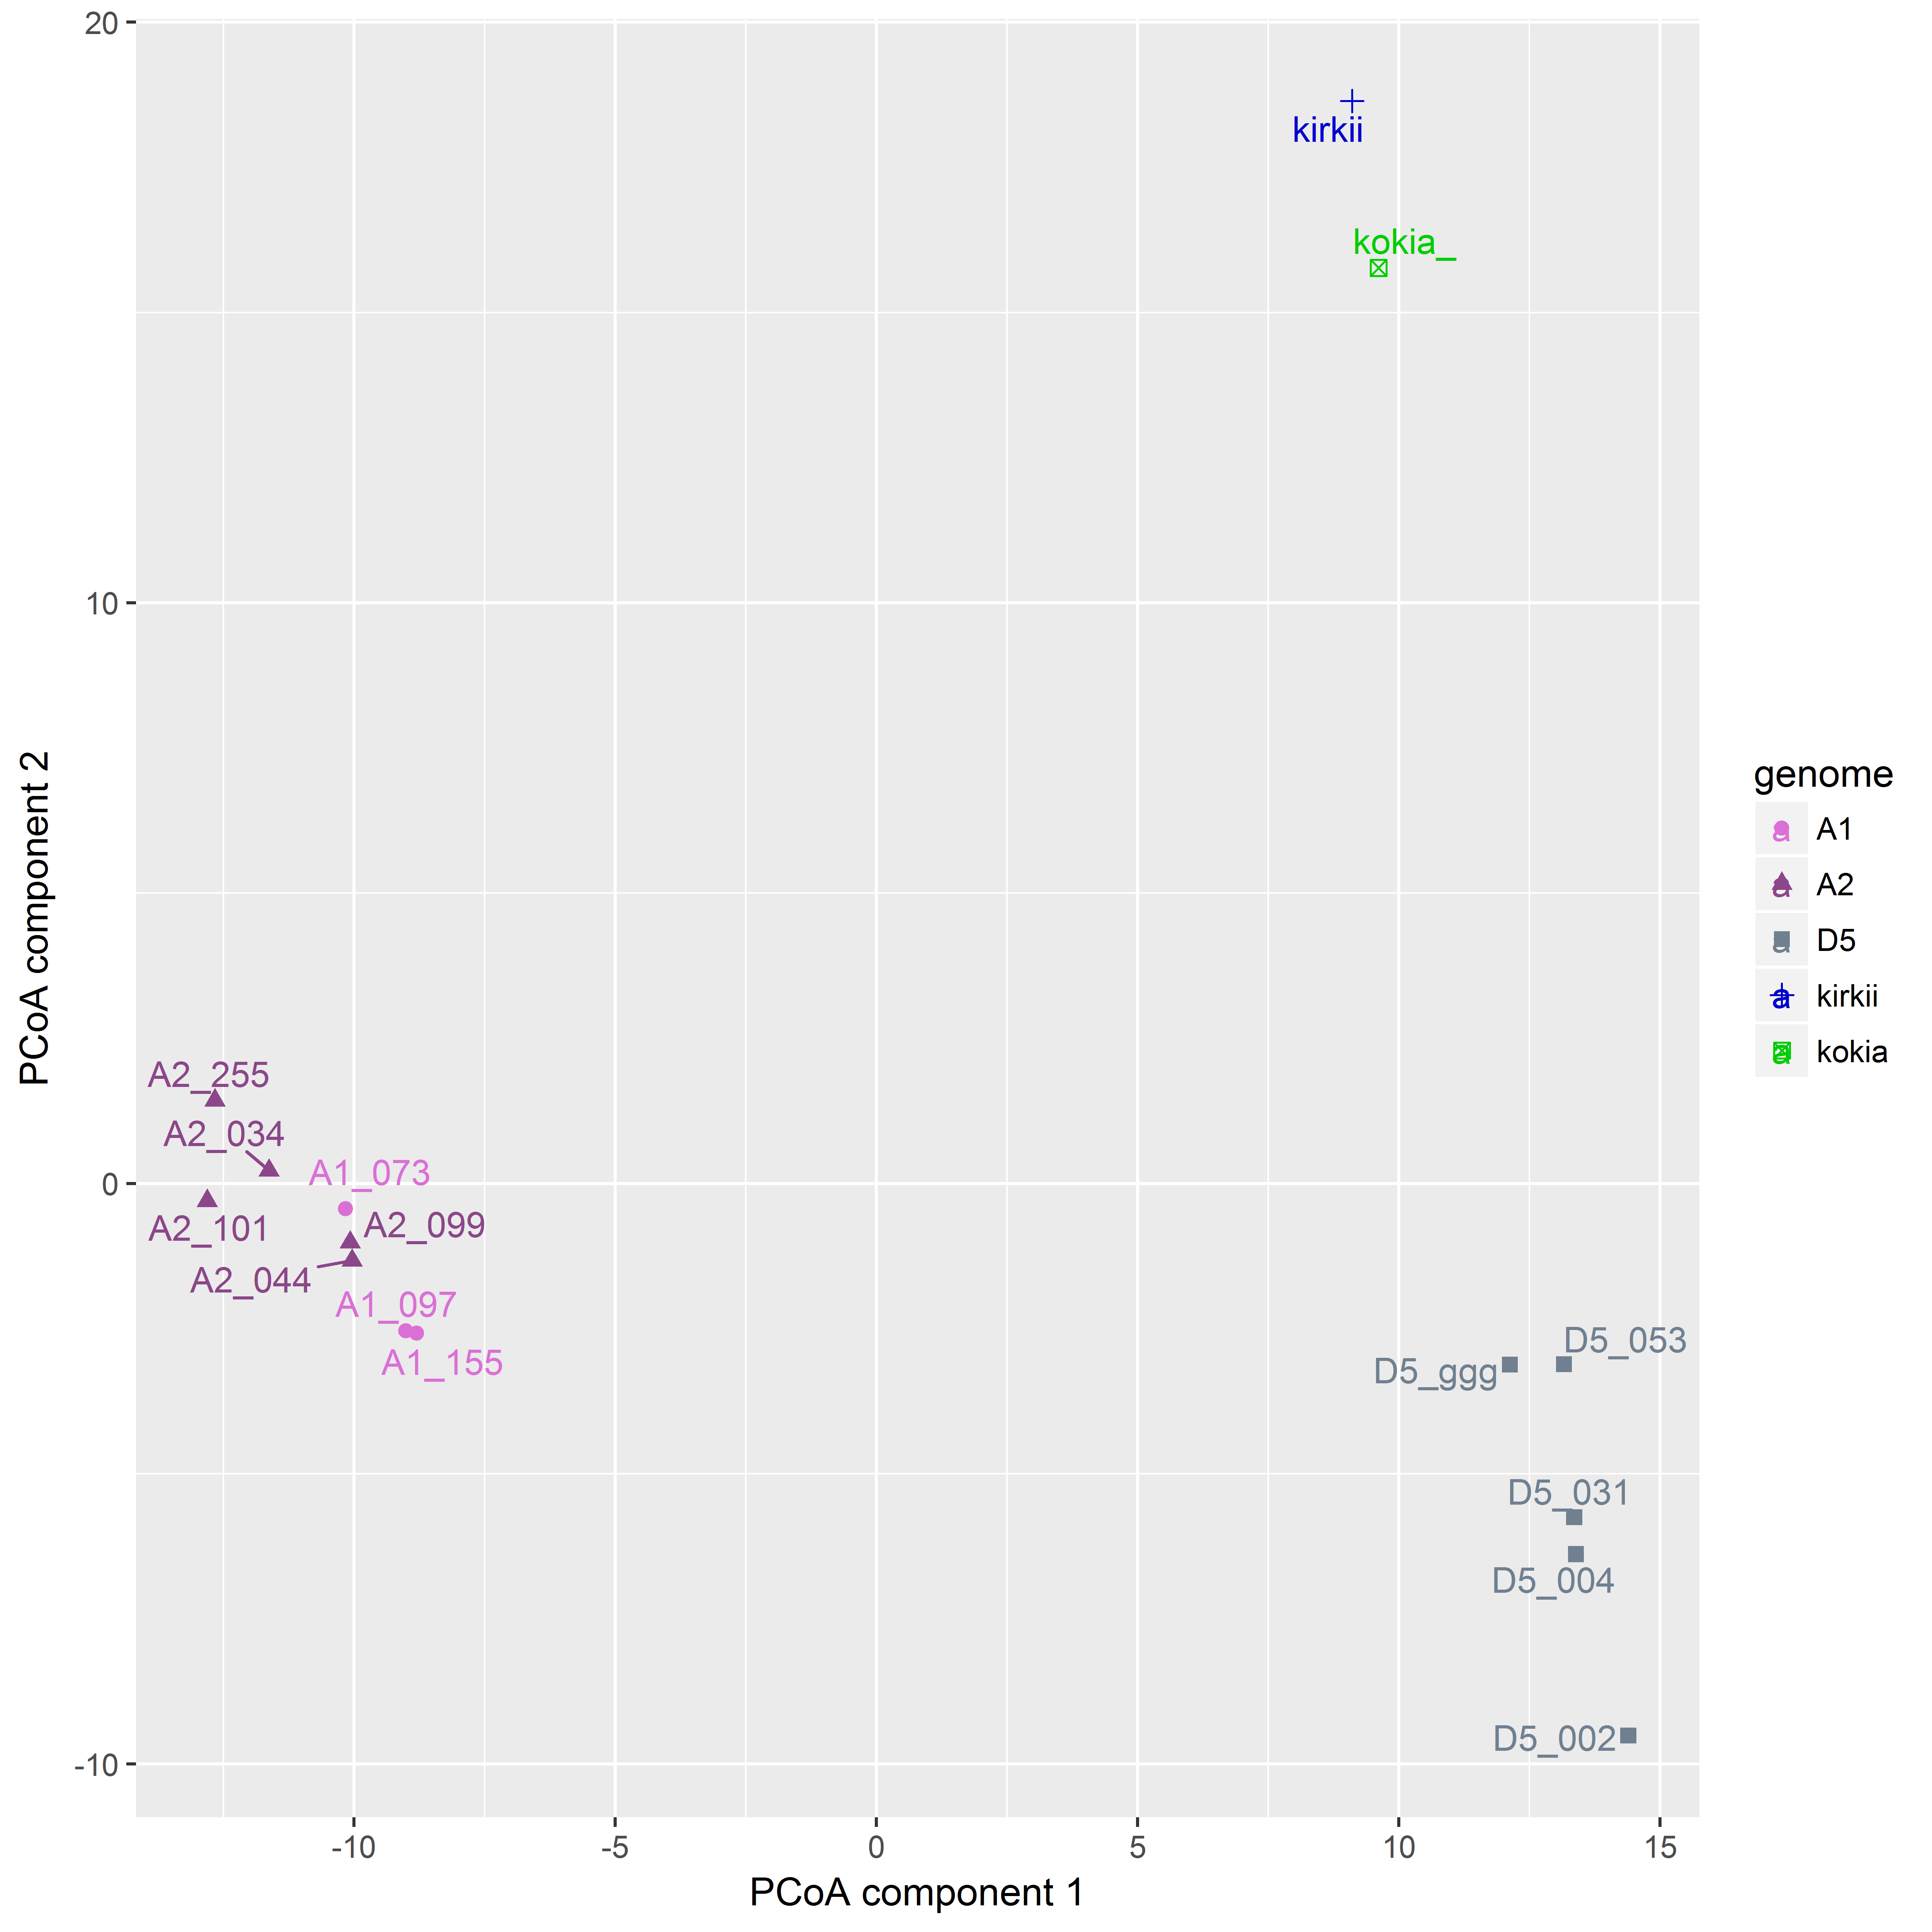 20
10
0
-10
PCoA component 2
kirkii
kokia_
A2_255
A2_034
A1_073
A2_099
A2_101
A2_044
A1_097
A1_155
D5_053
D5_ggg
D5_031
D5_004
D5_002
-10
-5
0
5
10
15
PCoA component 1
genome
a A1
a A2
a D5
a kirkii
a kokia